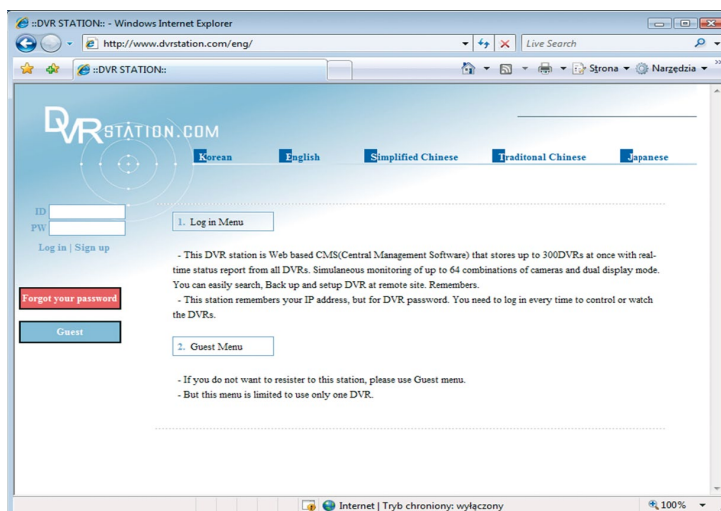 ::DVR STATION:: - Windows Internet Explorer
http://www.dvrstation.com/eng/
Live Search
::DVR STATION::
Strona
Narzędzia
DVRSTATION.COM
Korean English Simplified Chinese Traditonal Chinese Japanese
ID
PW
Log in | Sign up
Forgot your password
Guest
1. Log in Menu
- This DVR station is Web based CMS(Central Management Software) that stores up to 300DVRs at once with real-
time status report from all DVRs. Simulaneous monitoring of up to 64 combinations of cameras and dual display mode.
You can easily search, Back up and setup DVR at remote site. Remembers.
- This station remembers your IP address, but for DVR password. You need to log in every time to control or watch
the DVRs.
2. Guest Menu
- If you do not want to resister to this station, please use Guest menu.
- But this menu is limited to use only one DVR.
Internet | Tryb chroniony: wyłączony
100%